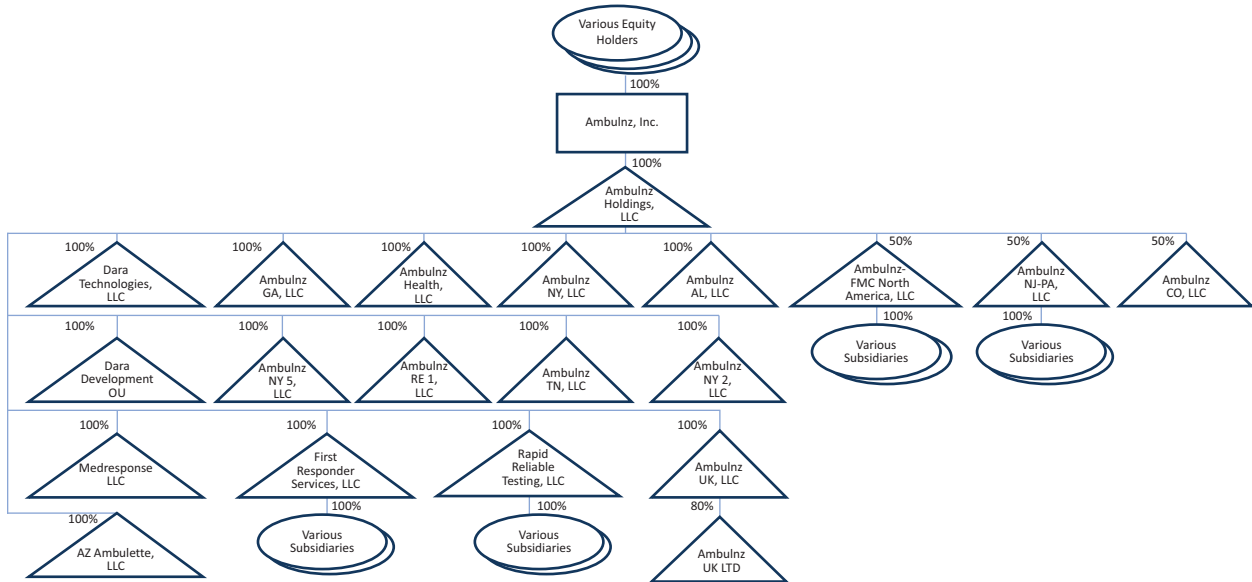 Various Equity
Holders
100%
Ambulnz, Inc.
100%
Ambulnz
Holdings,
LLC
100%
100%
100%
100%
100%
50%
50%
50%
Dara
Technologies,
LLC
Ambulnz
GA, LLC
Ambulnz
Health,
LLC
Ambulnz
NY, LLC
Ambulnz
AL, LLC
Ambulnz-
FMC North
America, LLC
Ambulnz
NJ-PA,
LLC
Ambulnz
CO, LLC
100%
100%
100%
100%
100%
100%
100%
Dara
Development
OU
Ambulnz
NY 5,
LLC
Ambulnz
RE 1,
LLC
Ambulnz
TN, LLC
Ambulnz
NY 2,
LLC
Various
Subsidiaries
Various
Subsidiaries
100%
100%
100%
100%
Medresponse
LLC
First
Responder
Services, LLC
Rapid
Reliable
Testing, LLC
Ambulnz
UK, LLC
100%
100%
100%
80%
AZ Ambulette,
LLC
Various
Subsidiaries
Various
Subsidiaries
Ambulnz
UK LTD